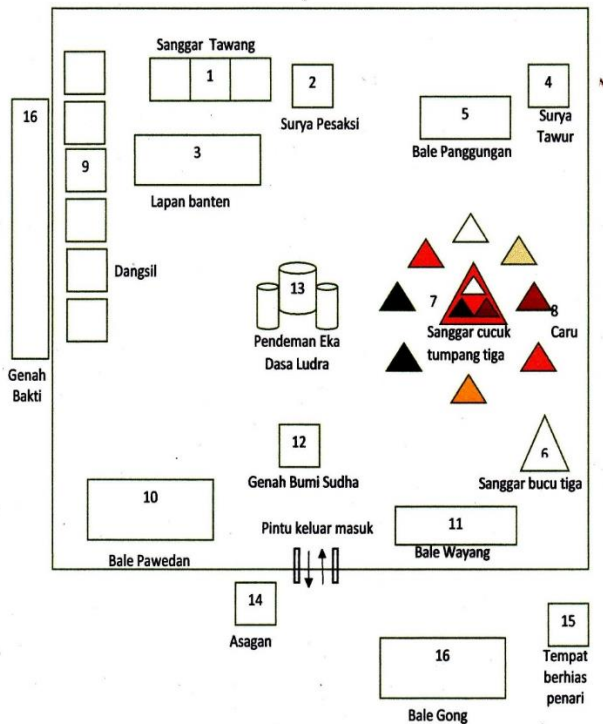 Sanggar Tawang
1
2
Surya Pesaksi
4
Surya
Tawur
5
Bale Panggungan
16
9
3
Lapan banten
Dangsil
Genah
Bakti
13
Pendeman Eka
Dasa Ludra
7
Sanggar cucuk
tumpang tiga
8
Caru
6
Sanggar bucu tiga
12
Genah Bumi Sudha
10
Bale Pawedan
Pintu keluar masuk
11
Bale Wayang
14
Asagan
16
Bale Gong
15
Tempat
berhias
penari